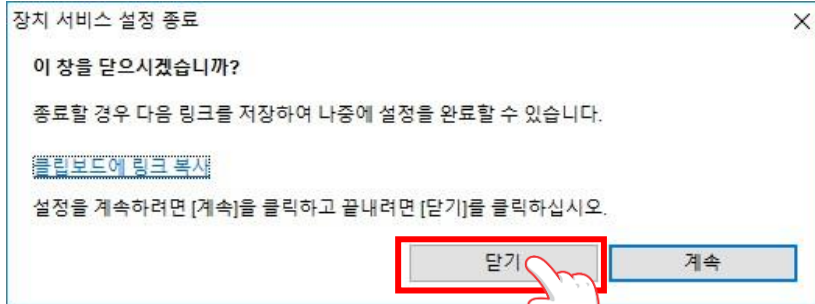 장치 서비스 설정 종료
이 창을 닫으시겠습니까?
종료할 경우 다음 링크를 저장하여 나중에 설정을 완료할 수 있습니다.
클립보드에 링크 복사
설정을 계속하려면 [계속]을 클릭하고 끝내려면 [닫기]를 클릭하십시오.
닫기 계속